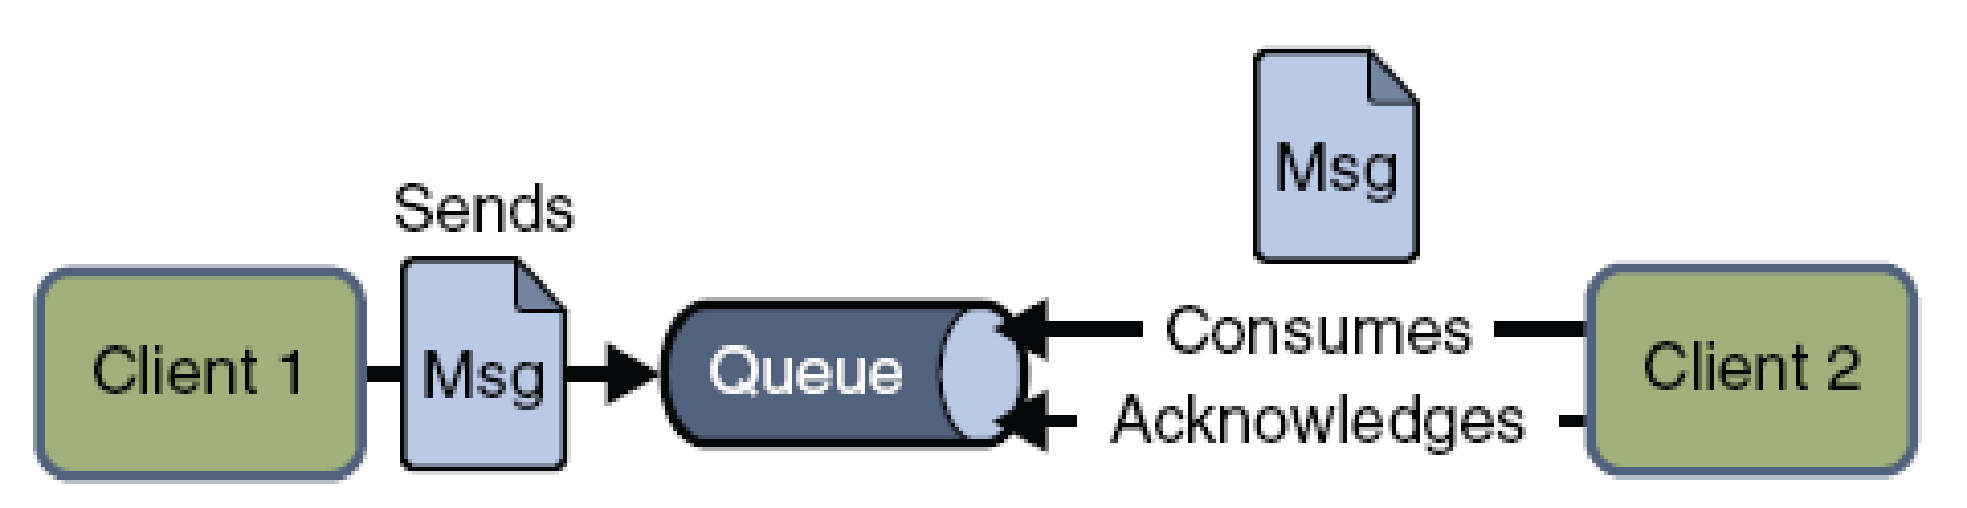 Sends
Msg
Client 1
Msg
Queue
Consumes
Acknowledges
Client 2